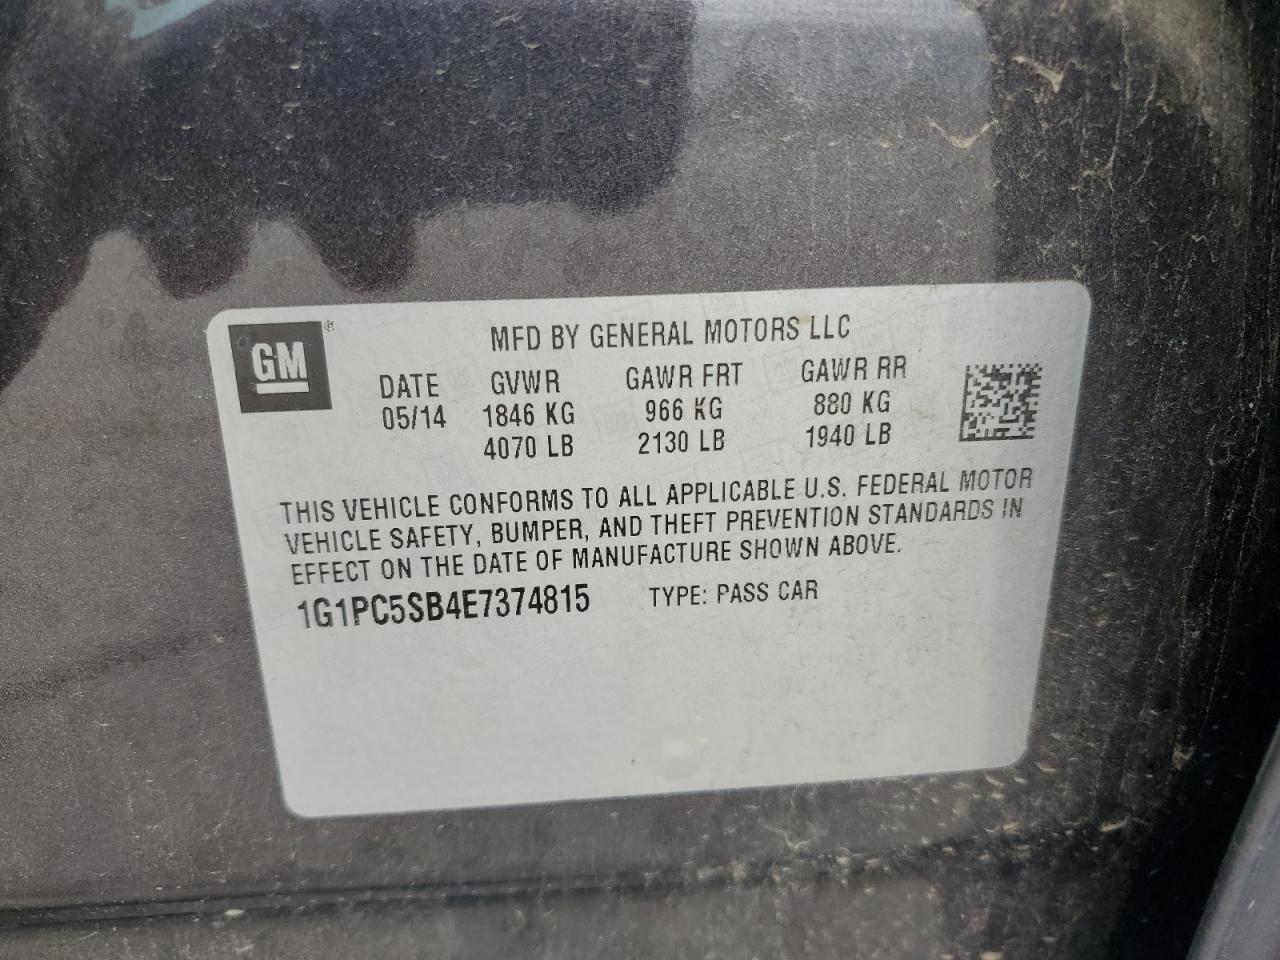 GM
MFD BY GENERAL MOTORS LLC
DATE GVWR GAWR FRT GAWR RR
05/14 1846 KG 966 KG 880 KG
4070 LB 2130 LB 1940 LB
THIS VEHICLE CONFORMS TO ALL APPLICABLE U.S. FEDERAL MOTOR
VEHICLE SAFETY, BUMPER, AND THEFT PREVENTION STANDARDS IN
EFFECT ON THE DATE OF MANUFACTURE SHOWN ABOVE.
1G1PC5SB4E7374815 TYPE: PASS CAR